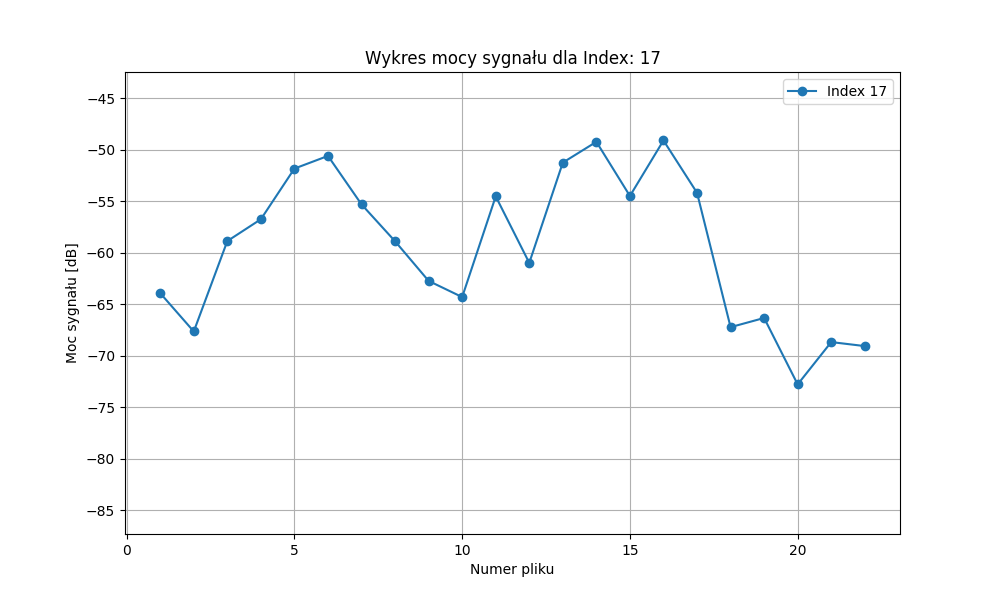 Wykres mocy sygnału dla Index: 17
Index 17
Moc sygnału [dB]
−45
−50
−55
−60
−65
−70
−75
−80
−85
0 5 10 15 20
Numer pliku